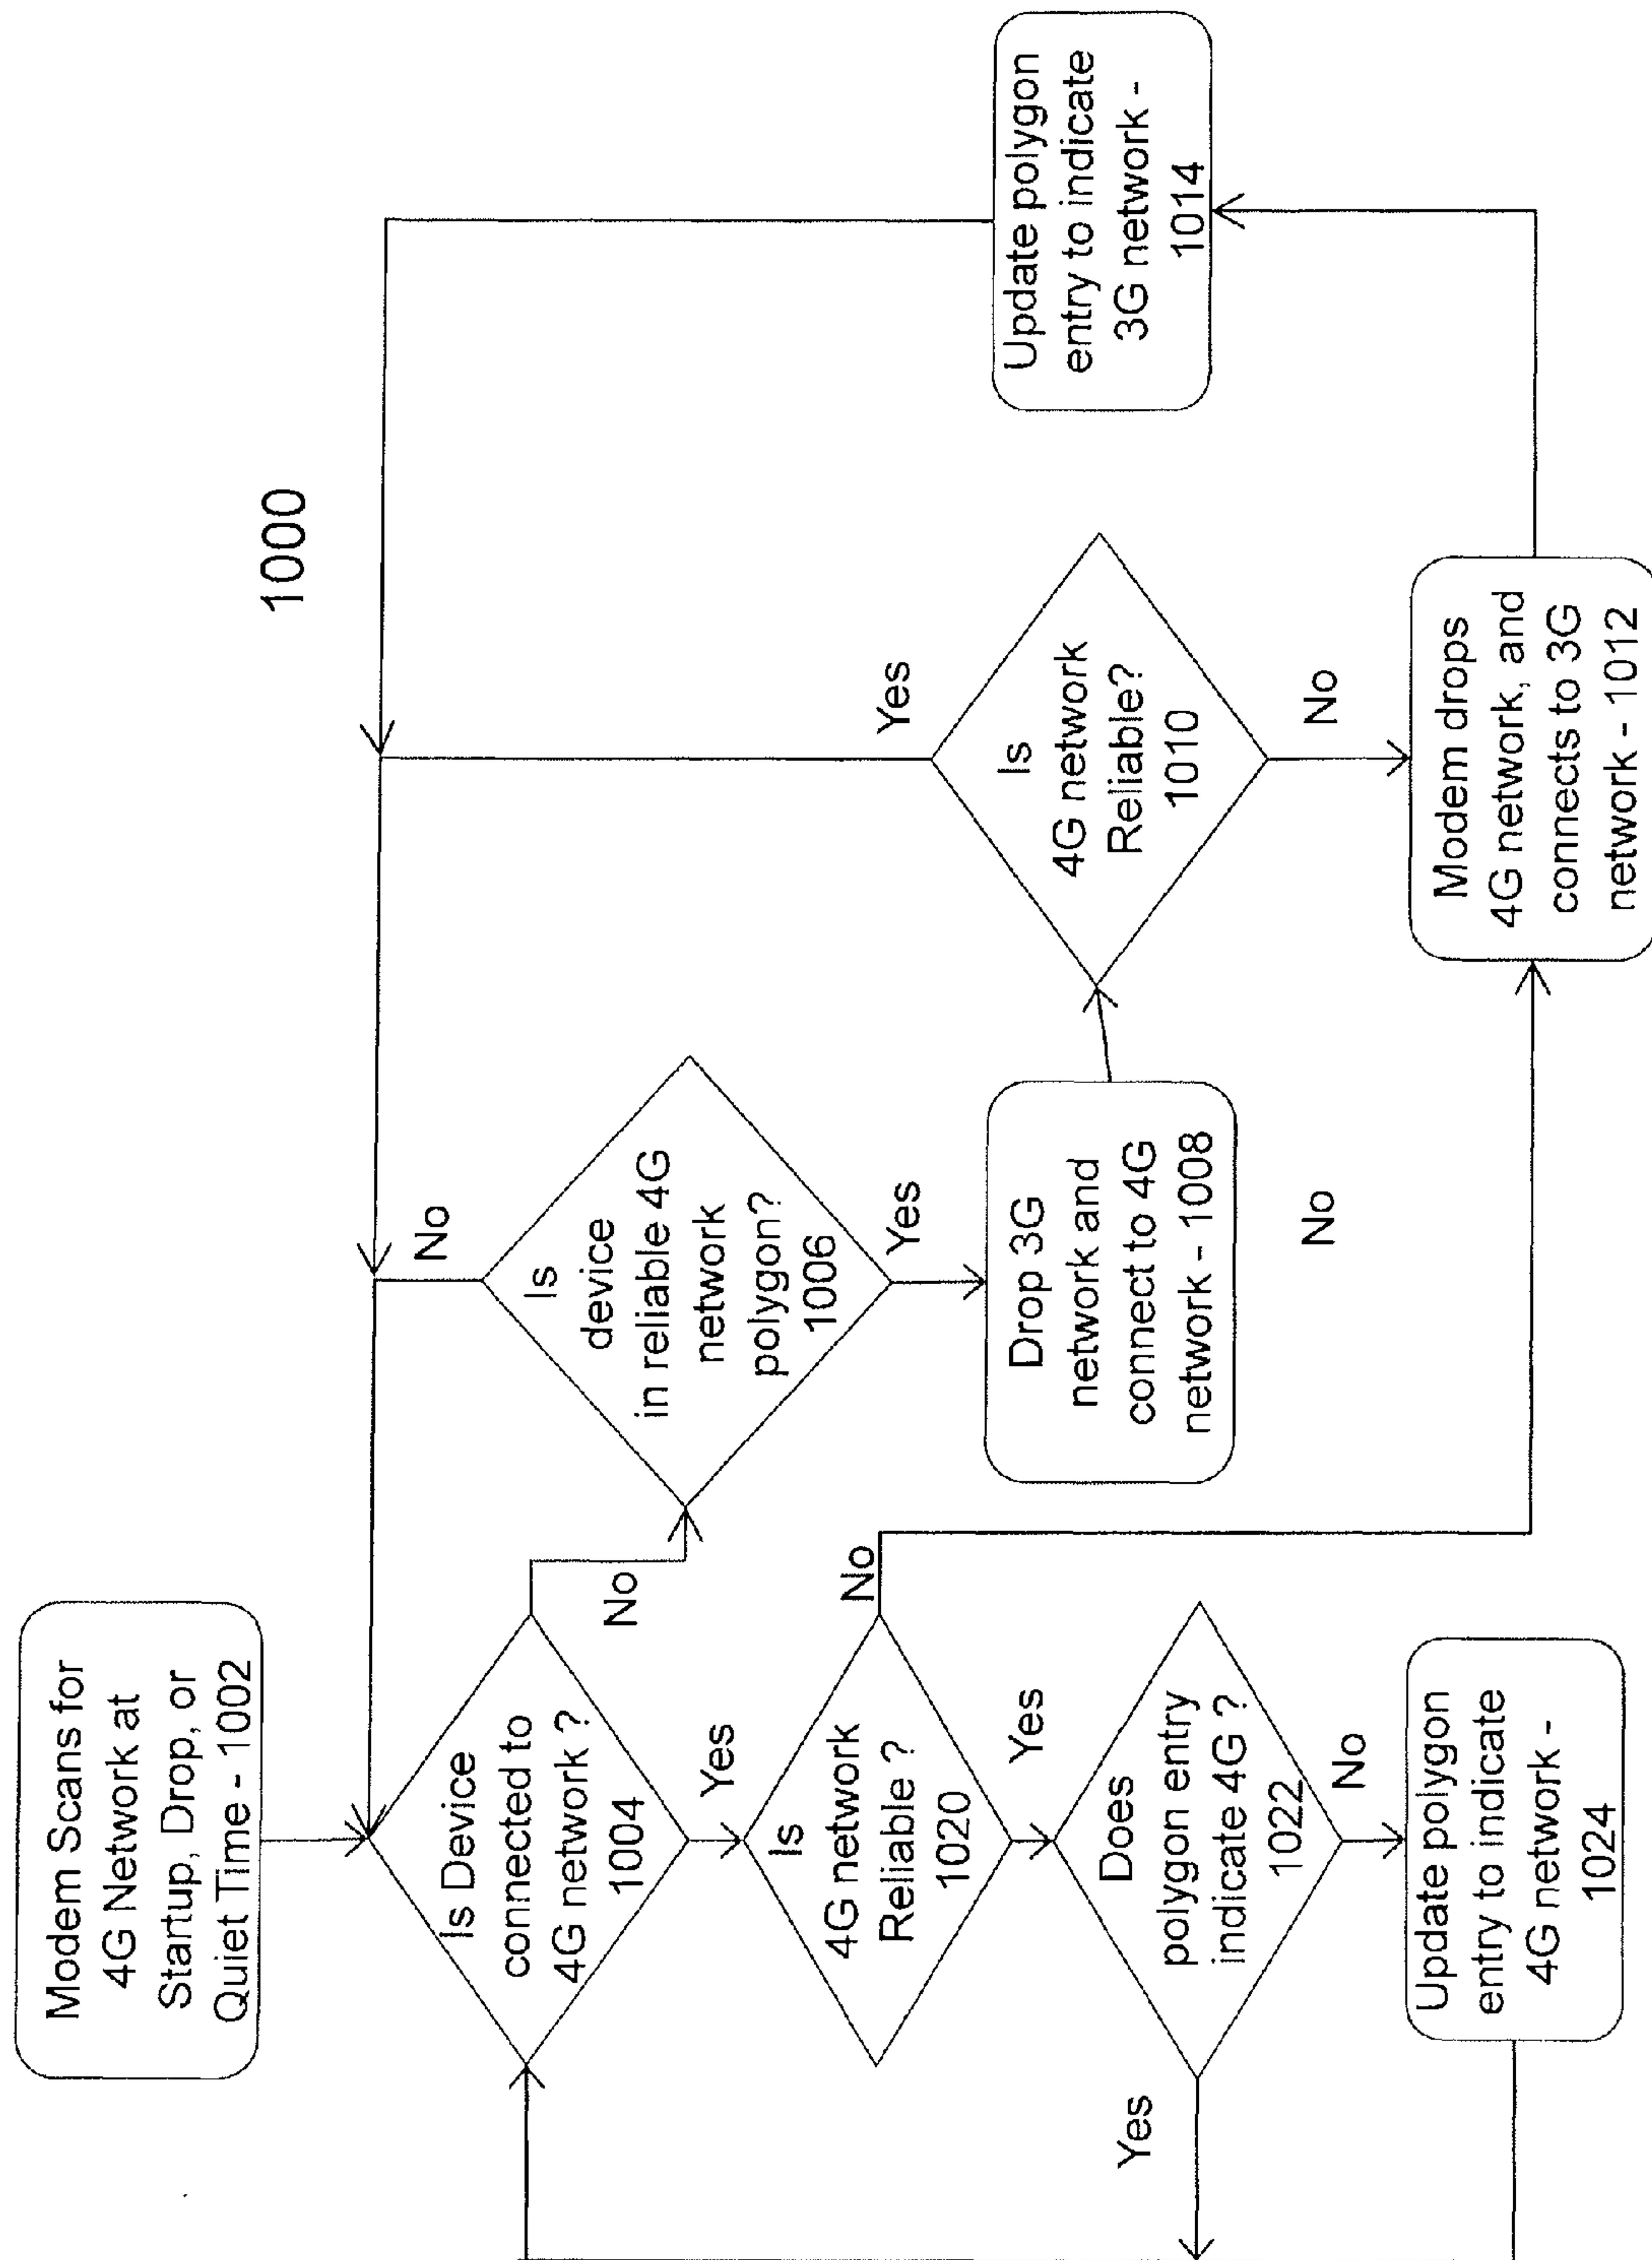 1000
Modem Scans for
4G Network at
Startup, Drop, or
Quiet Time - 1002
Is Device
connected to
4G network ?
1004
No
Yes
Is
device
in reliable 4G
network
polygon?
1006
No
Yes
Drop 3G
network and
connect to 4G
network - 1008
Is
4G network
Reliable?
1010
Yes
No
Modem drops
4G network, and
connects to 3G
network - 1012
Update polygon
entry to indicate
3G network -
1014
Is
4G network
Reliable ?
1020
No
No
Yes
Does
polygon entry
indicate 4G ?
1022
Yes
No
Update polygon
entry to indicate
4G network -
1024